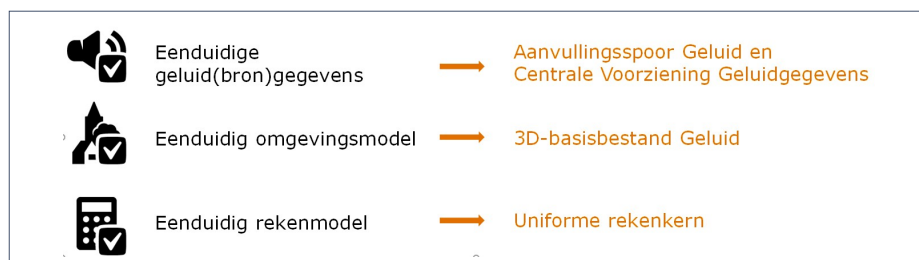 Eenduidige
geluid(bron)gegevens
Aanvullingsspoor Geluid en
Centrale Voorziening Geluidgegevens
Eenduidig omgevingsmodel
3D-basisbestand Geluid
Eenduidig rekenmodel
Uniforme rekenkern